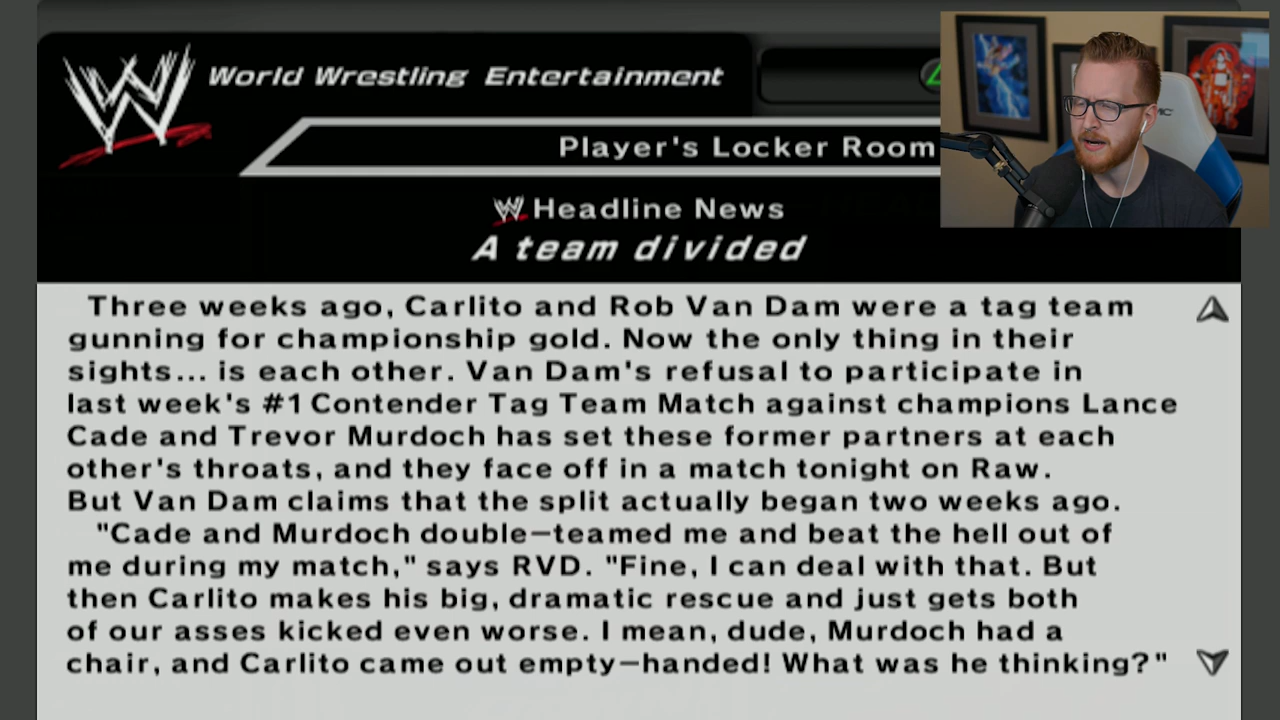 World Wrestling Entertainment
Player's Locker Room
Headline News
A team divided
Three weeks ago, Carlito and Rob Van Dam were a tag team
gunning for championship gold. Now the only thing in their
sights... is each other. Van Dam's refusal to participate in
last week's #1 Contender Tag Team Match against champions Lance
Cade and Trevor Murdoch has set these former partners at each
other's throats, and they face off in a match tonight on Raw.
But Van Dam claims that the split actually began two weeks ago.
"Cade and Murdoch double-teamed me and beat the hell out of
me during my match," says RVD. "Fine, I can deal with that. But
then Carlito makes his big, dramatic rescue and just gets both
of our asses kicked even worse. I mean, dude, Murdoch had a
chair, and Carlito came out empty-handed! What was he thinking?"